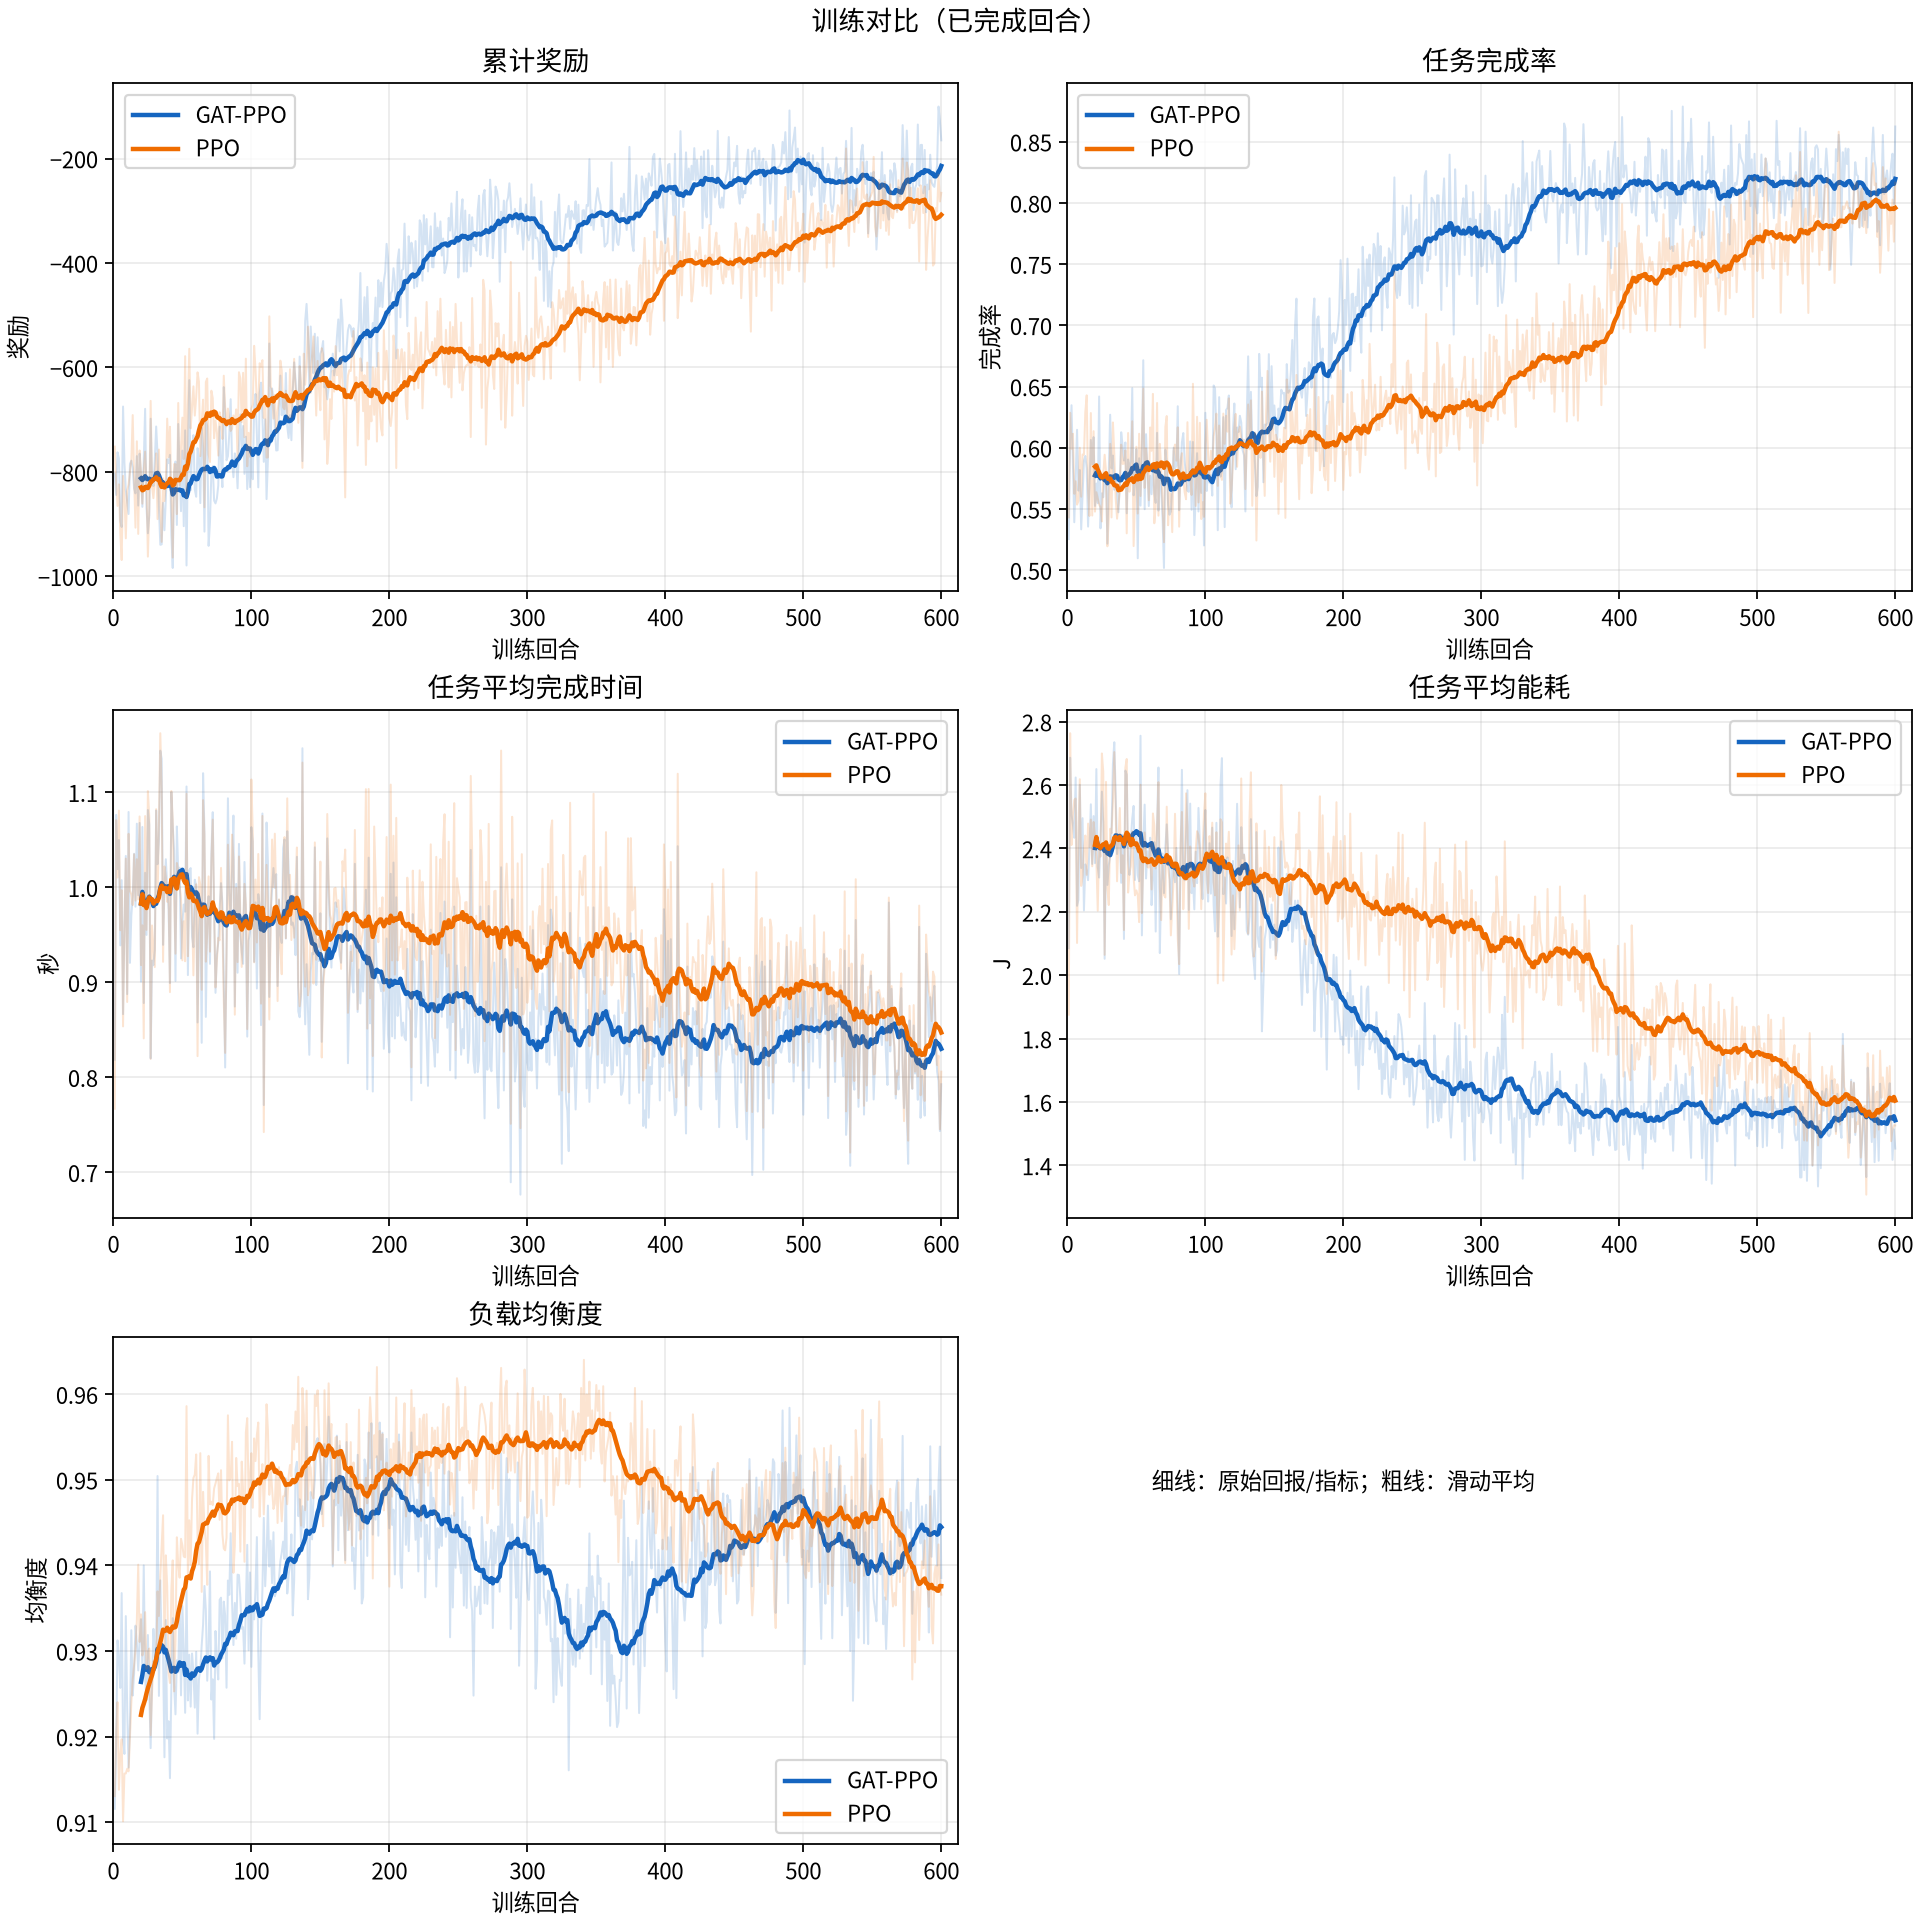 训练对比（已完成回合）
累计奖励
GAT-PPO
PPO
奖励
−200
−400
−600
−800
−1000
0 100 200 300 400 500 600
训练回合
任务完成率
GAT-PPO
PPO
完成率
0.85
0.80
0.75
0.70
0.65
0.60
0.55
0.50
0 100 200 300 400 500 600
训练回合
任务平均完成时间
GAT-PPO
PPO
秒
1.1
1.0
0.9
0.8
0.7
0 100 200 300 400 500 600
训练回合
任务平均能耗
GAT-PPO
PPO
J
2.8
2.6
2.4
2.2
2.0
1.8
1.6
1.4
0 100 200 300 400 500 600
训练回合
负载均衡度
均衡度
0.96
0.95
0.94
0.93
0.92
0.91
GAT-PPO
PPO
0 100 200 300 400 500 600
训练回合
细线：原始回报/指标；粗线：滑动平均